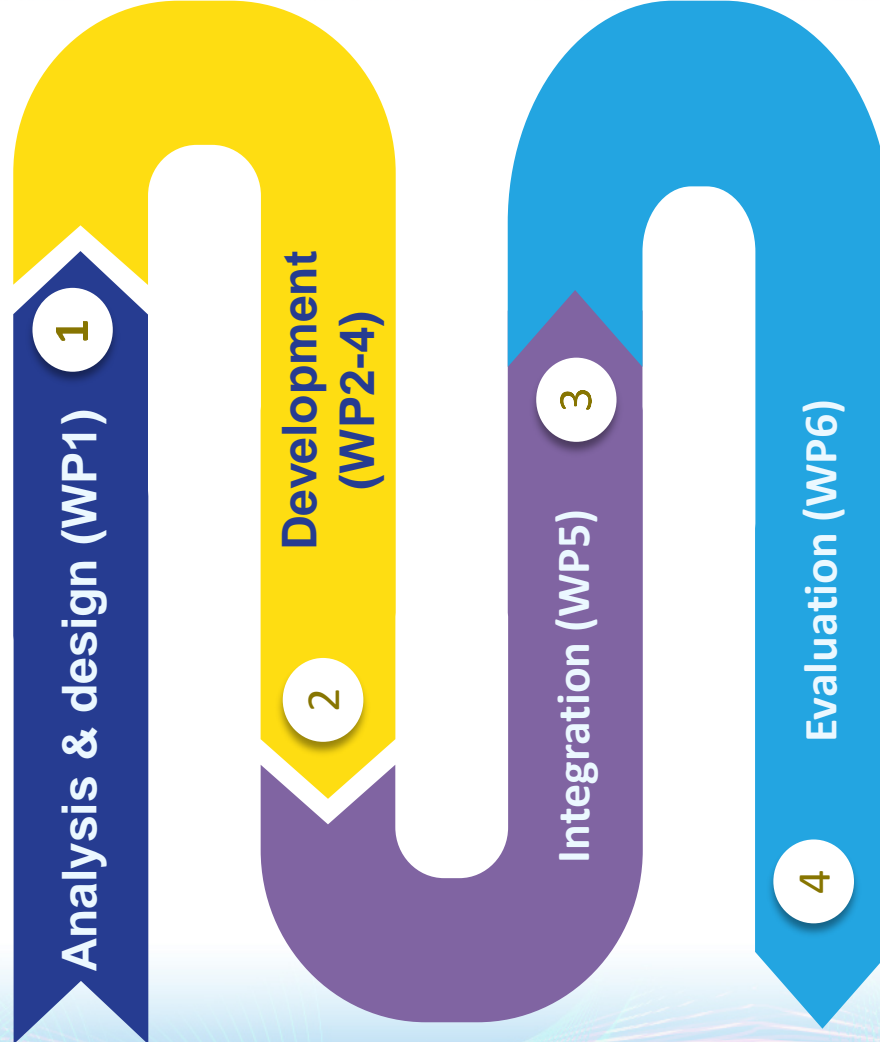 1
Analysis & design (WP1)
Development
(WP2-4)
2
3
Integration (WP5)
Evaluation (WP6)
4